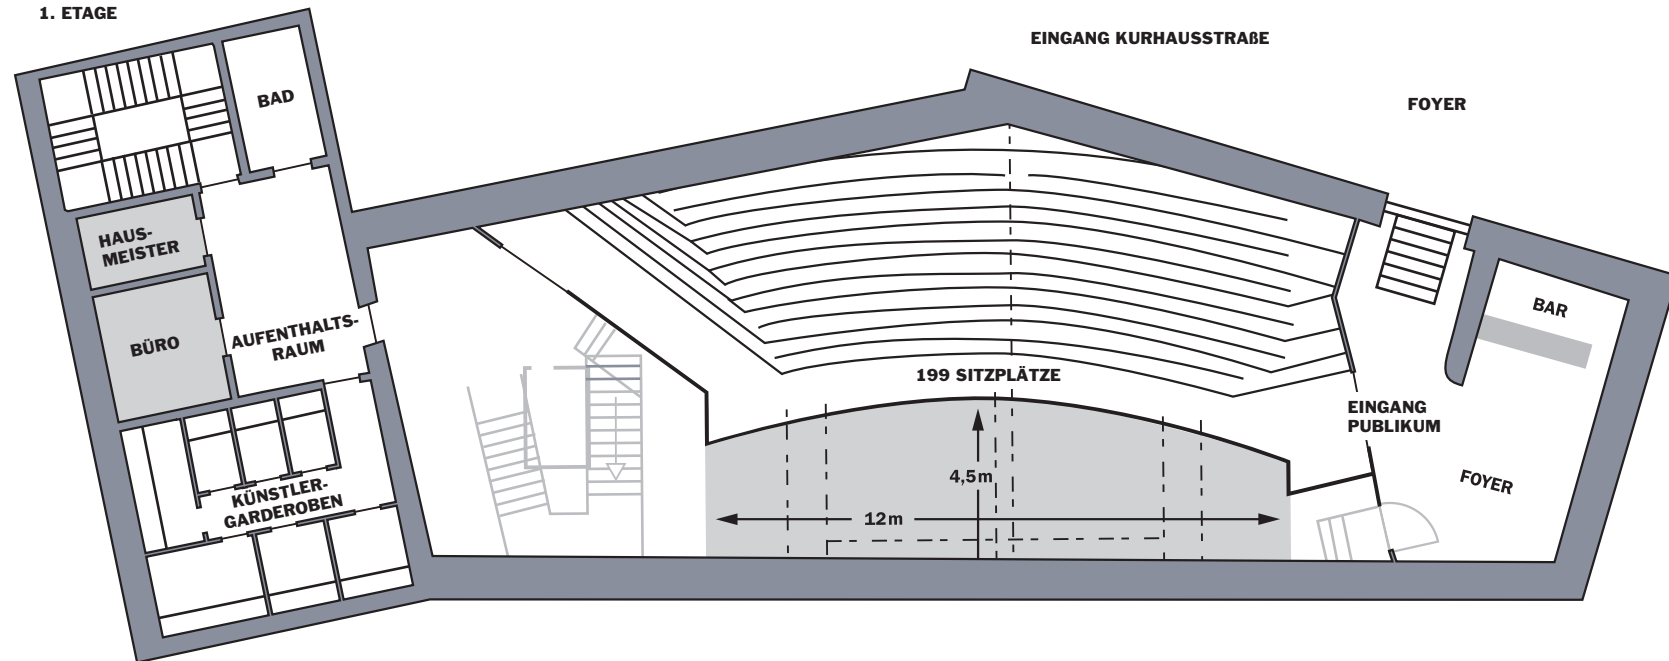 1. ETAGE
EINGANG KURHAUSSTRAßE
FOYER
BAD
HAUS-
MEISTER
BÜRO
AUFENTHALTS-
RAUM
KÜNSTLER-
GARDEROBEN
199 SITZPLÄTZE
4,5m
12m
EINGANG
PUBLIKUM
BAR
FOYER